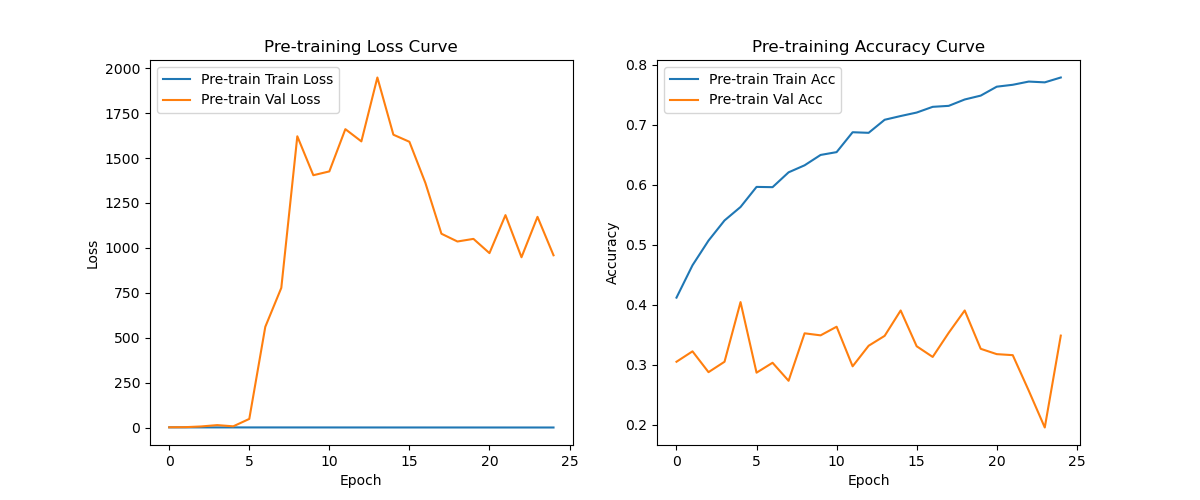 Pre-training Loss Curve
Pre-train Train Loss
Pre-train Val Loss
2000
1750
1500
1250
1000
750
500
250
0
Loss
0 5 10 15 20 25
Epoch
Pre-training Accuracy Curve
Pre-train Train Acc
Pre-train Val Acc
0.8
0.7
0.6
0.5
0.4
0.3
0.2
Accuracy
0 5 10 15 20 25
Epoch